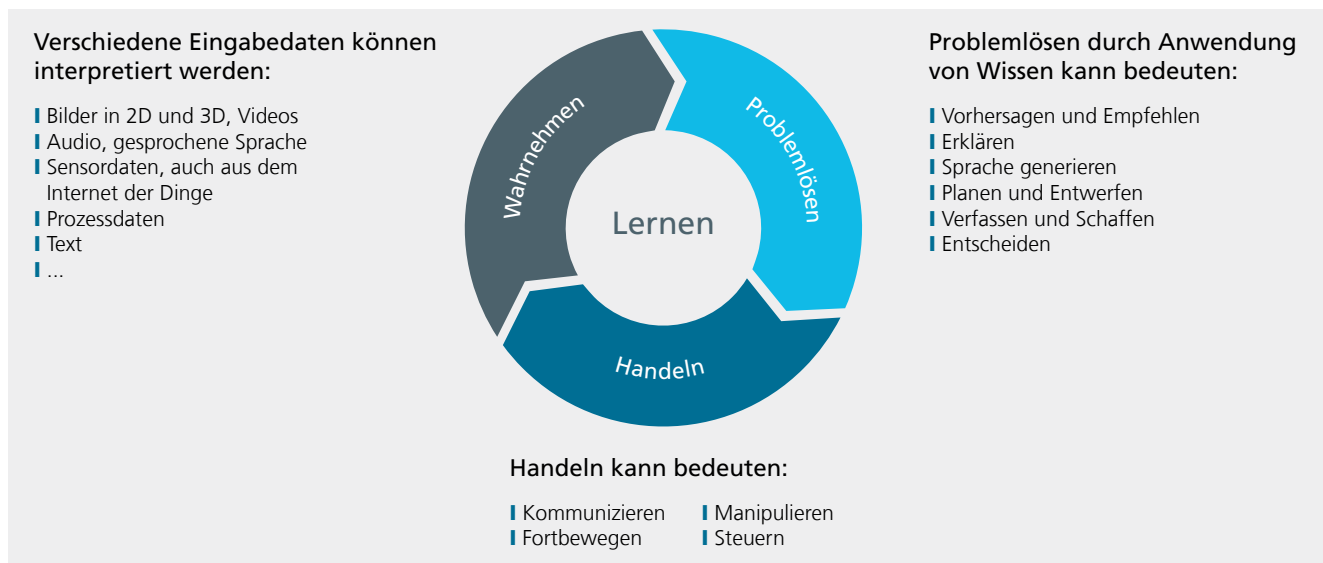 Verschiedene Eingabedaten können
interpretiert werden:
Bilder in 2D und 3D, Videos
Audio, gesprochene Sprache
Sensordaten, auch aus dem
Internet der Dinge
Prozessdaten
Text
...
Wahrnehmen
Problemlösen
Lernen
Handeln
Problemlösen durch Anwendung
von Wissen kann bedeuten:
Vorhersagen und Empfehlen
Erklären
Sprache generieren
Planen und Entwerfen
Verfassen und Schaffen
Entscheiden
Handeln kann bedeuten:
Kommunizieren
Fortbewegen
Manipulieren
Steuern